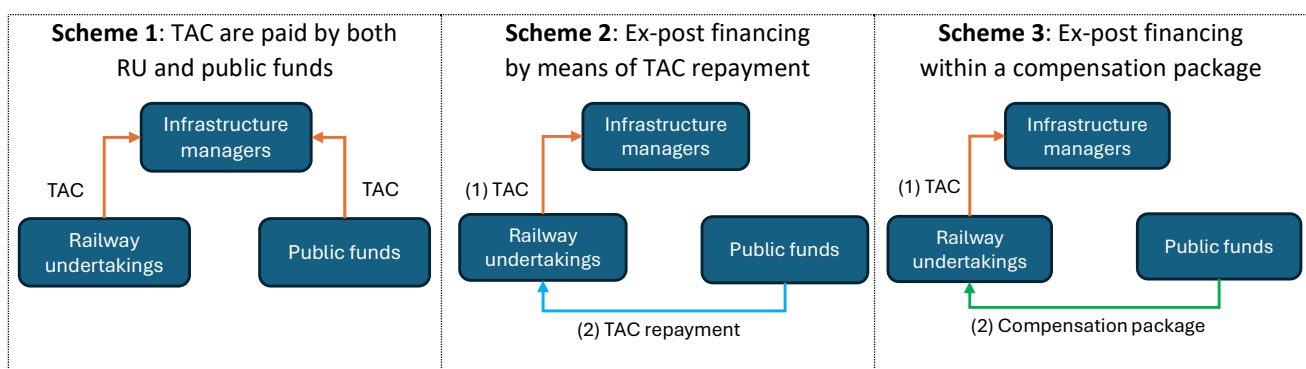 Scheme 1: TAC are paid by both
RU and public funds
Infrastructure
managers
TAC
TAC
Railway
undertakings
Public funds
Scheme 2: Ex-post financing
by means of TAC repayment
Infrastructure
managers
(1) TAC
Railway
undertakings
Public funds
(2) TAC repayment
Scheme 3: Ex-post financing
within a compensation package
Infrastructure
managers
(1) TAC
Railway
undertakings
Public funds
(2) Compensation package